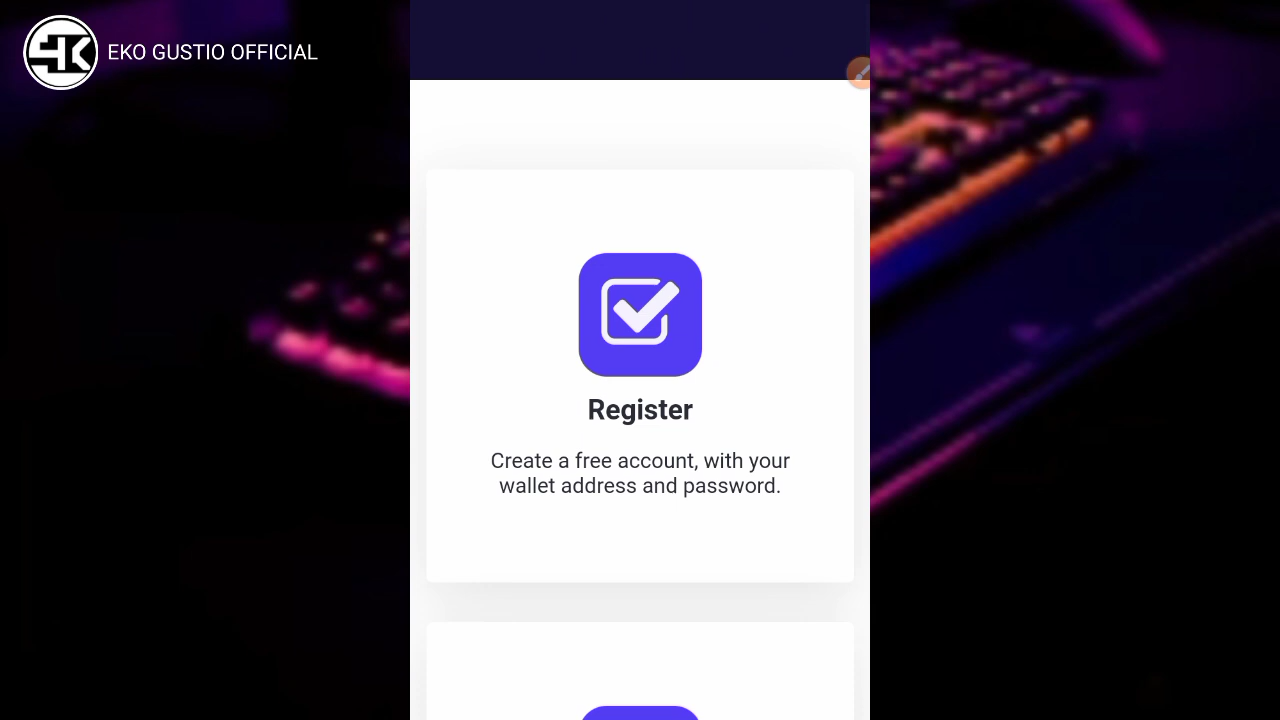 EKO GUSTIO OFFICIAL
Register
Create a free account, with your
wallet address and password.